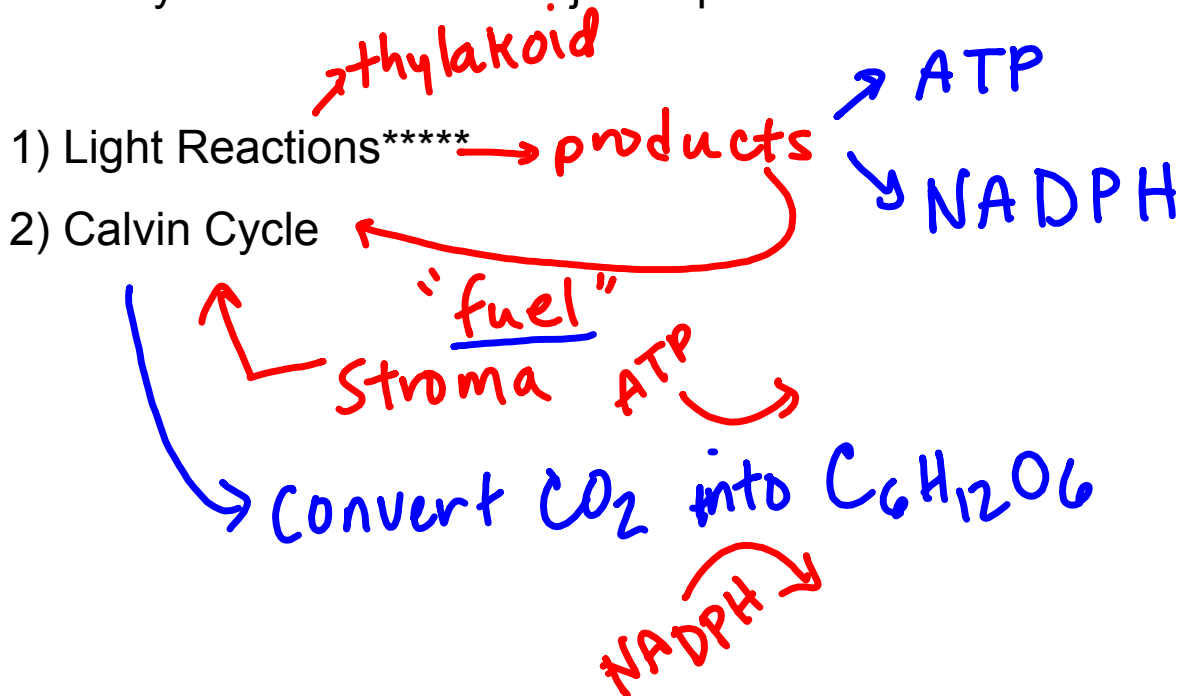 thylakoid
ATP
1) Light Reactions***** → products
NADPH
2) Calvin Cycle
"fuel"
Stroma ATP
Convert CO₂ into C₆H₁₂O₆
NADPH